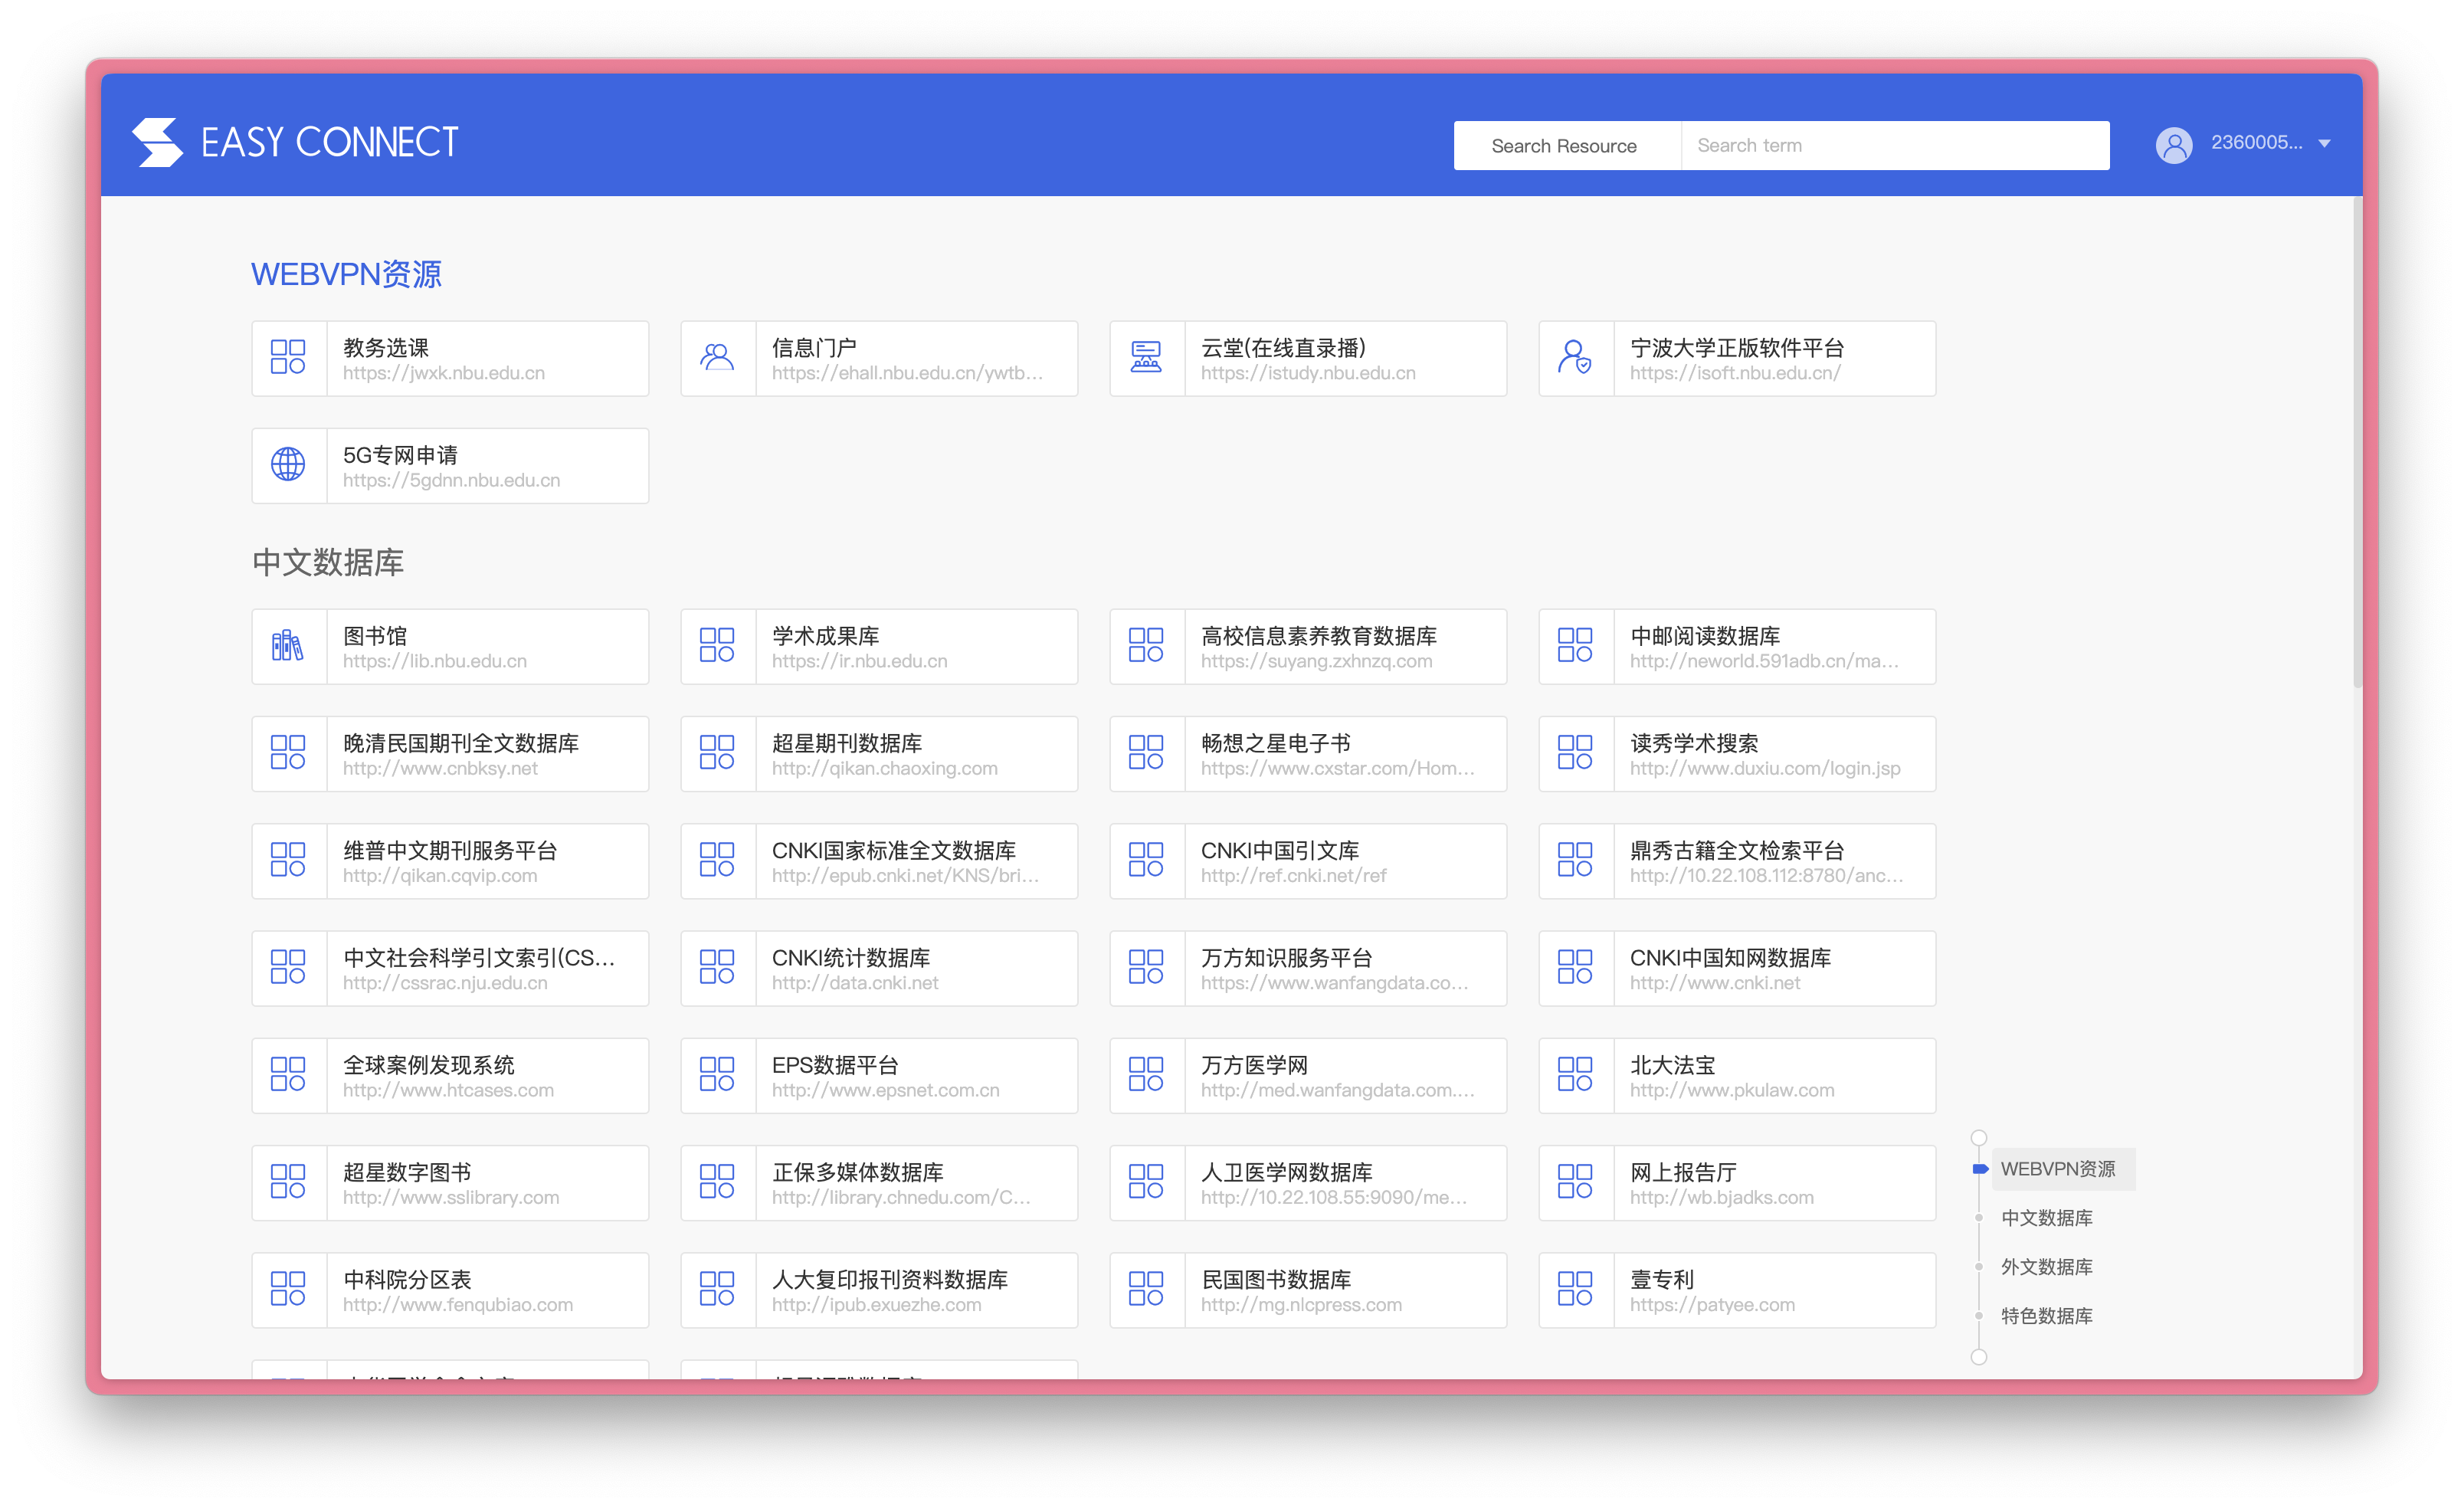 EASY CONNECT
Search Resource
Search term
2360005...
WEBVPN资源
教务选课
https://jwxk.nbu.edu.cn
信息门户
https://ehall.nbu.edu.cn/ywtb...
云堂(在线直录播)
https://istudy.nbu.edu.cn
宁波大学正版软件平台
https://isoft.nbu.edu.cn/
5G专网申请
https://5gdnn.nbu.edu.cn
中文数据库
图书馆
https://lib.nbu.edu.cn
学术成果库
https://ir.nbu.edu.cn
高校信息素养教育数据库
https://suyang.zxhnzq.com
中邮阅读数据库
http://neworld.591adb.cn/ma...
晚清民国期刊全文数据库
http://www.cnbksy.net
超星期刊数据库
http://qikan.chaoxing.com
畅想之星电子书
https://www.cxstar.com/Hom...
读秀学术搜索
http://www.duxiu.com/login.jsp
维普中文期刊服务平台
http://qikan.cqvip.com
CNKI国家标准全文数据库
http://epub.cnki.net/KNS/bri...
CNKI中国引文库
http://ref.cnki.net/ref
鼎秀古籍全文检索平台
http://10.22.108.112:8780/anc...
中文社会科学引文索引(CS...
http://cssrac.nju.edu.cn
CNKI统计数据库
http://data.cnki.net
万方知识服务平台
https://www.wanfangdata.co...
CNKI中国知网数据库
http://www.cnki.net
全球案例发现系统
http://www.htcases.com
EPS数据平台
http://www.epsnet.com.cn
万方医学网
http://med.wanfangdata.com....
北大法宝
http://www.pkulaw.com
超星数字图书
http://www.sslibrary.com
正保多媒体数据库
http://library.chnedu.com/C...
人卫医学网数据库
http://10.22.108.55:9090/me...
网上报告厅
http://wb.bjadks.com
中科院分区表
http://www.fenqubiao.com
人大复印报刊资料数据库
http://ipub.exuezhe.com
民国图书数据库
http://mg.nlcpress.com
壹专利
https://patyee.com
WEBVPN资源
中文数据库
外文数据库
特色数据库